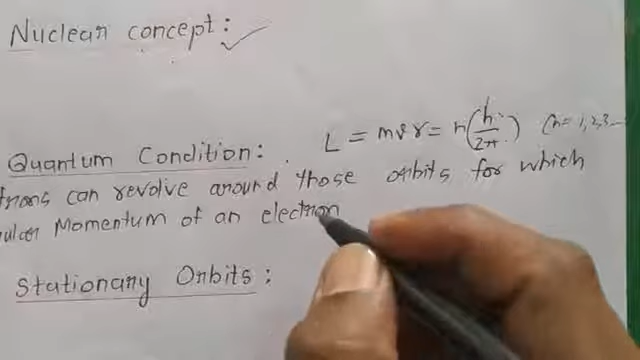 Nuclear concept:
L = mvr = n(h/2π) (n=1,2,3...
Quantum Condition:
trons can revolve around those orbits for which
ular Momentum of an electron
Stationary Orbits: